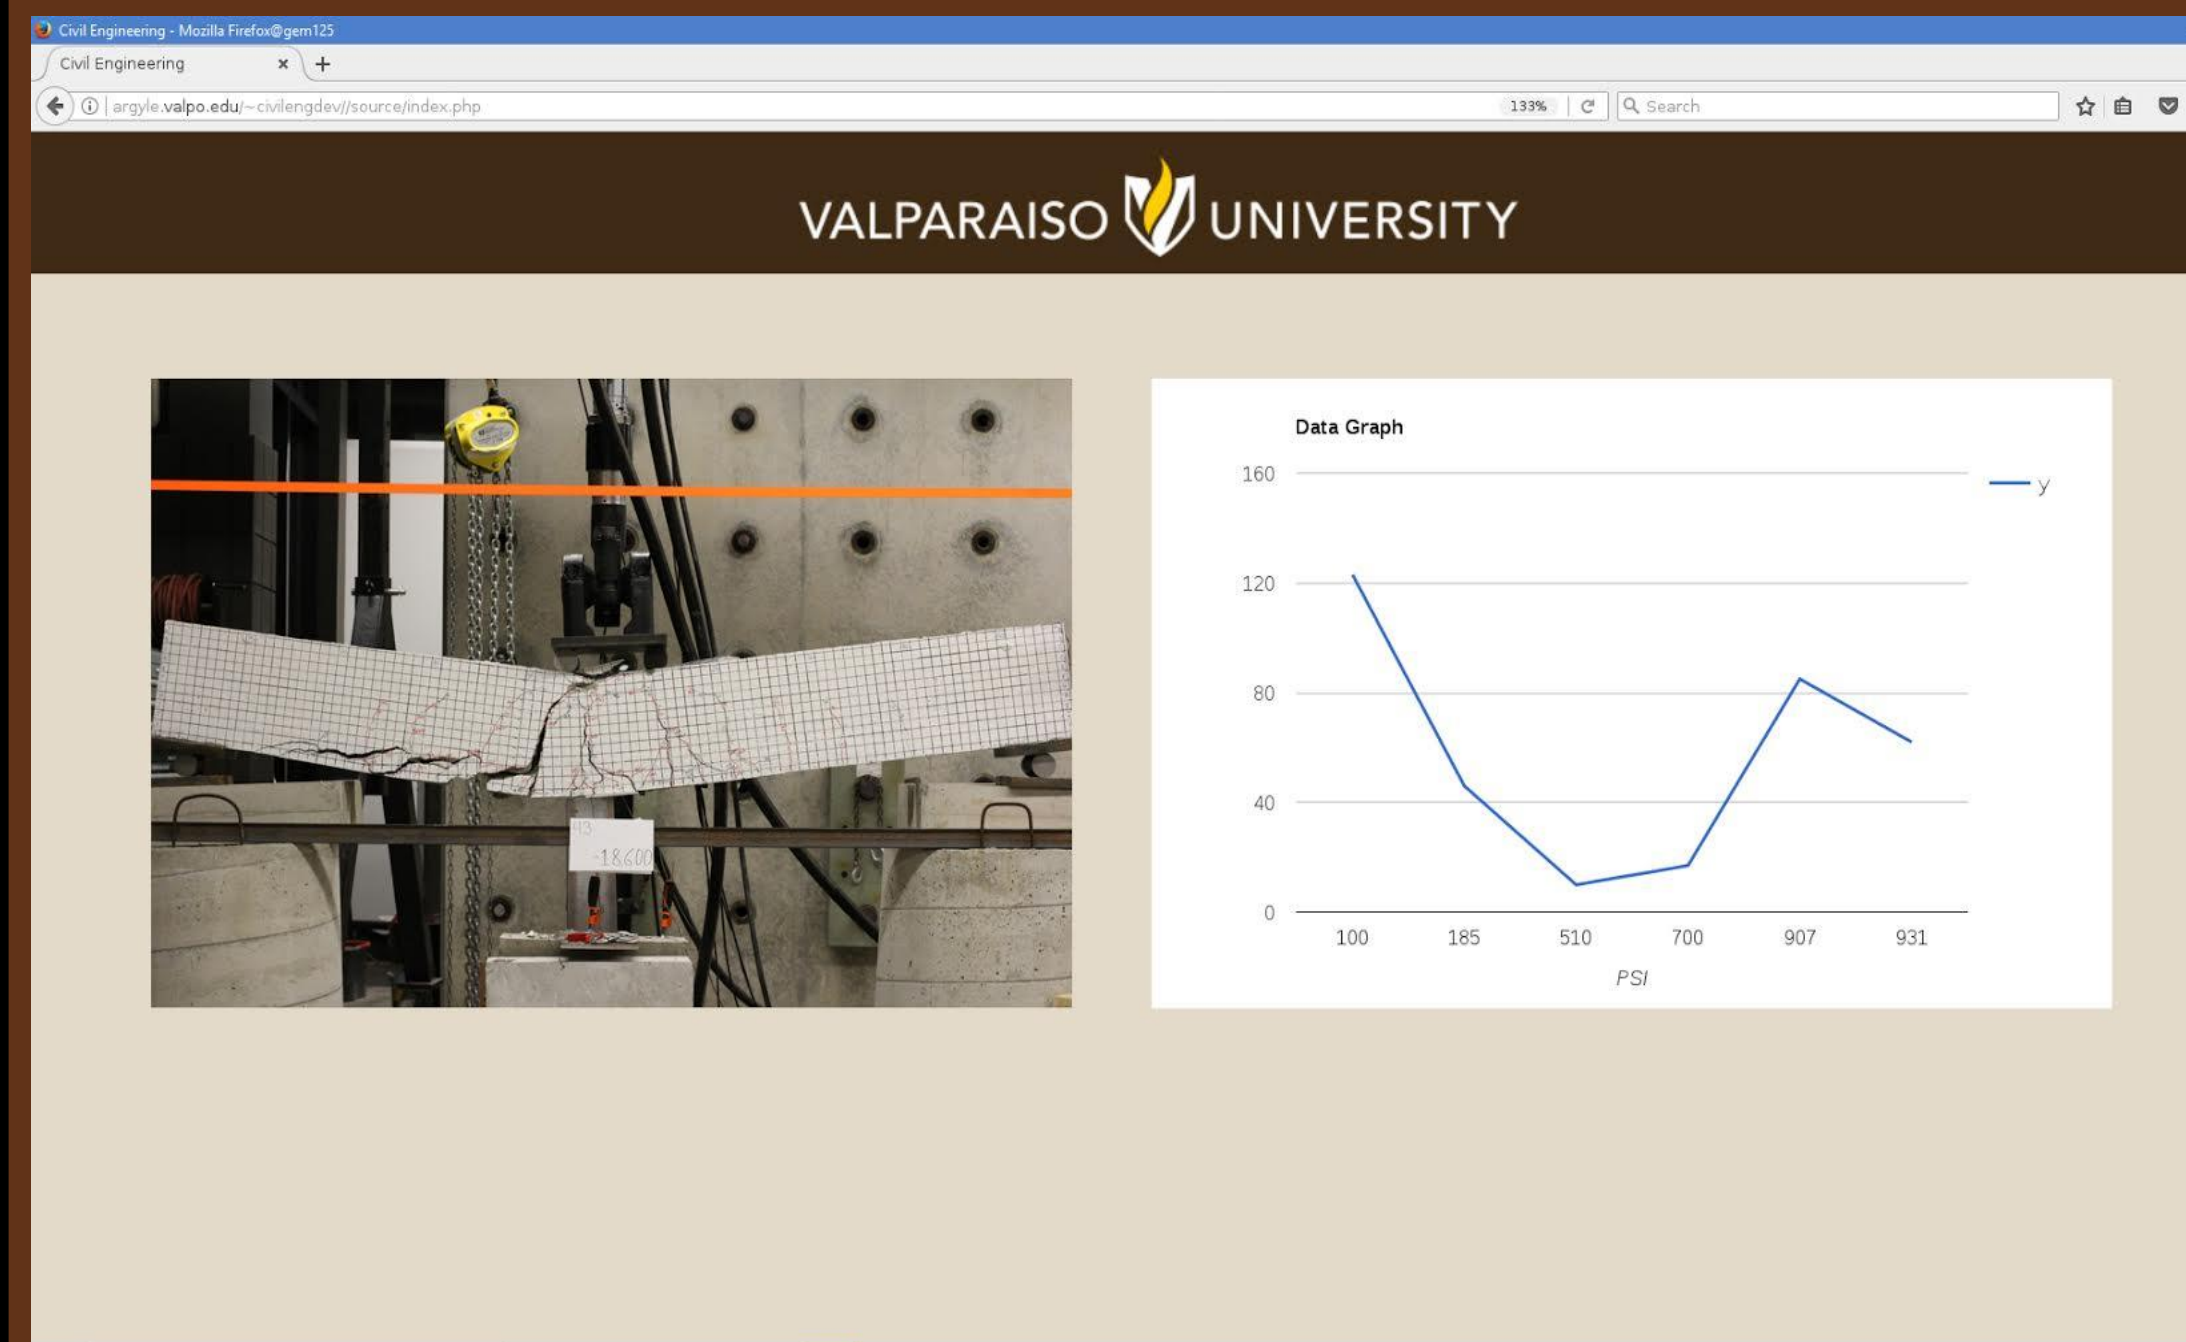 Civil Engineering - Mozilla Firefox@gem125
Civil Engineering
argyle.valpo.edu/~civilengdev//source/index.php
133%
Search
VALPARAISO UNIVERSITY
93
-18.600
Data Graph
160
120
80
40
0
y
100 185 510 700 907 931
PSI